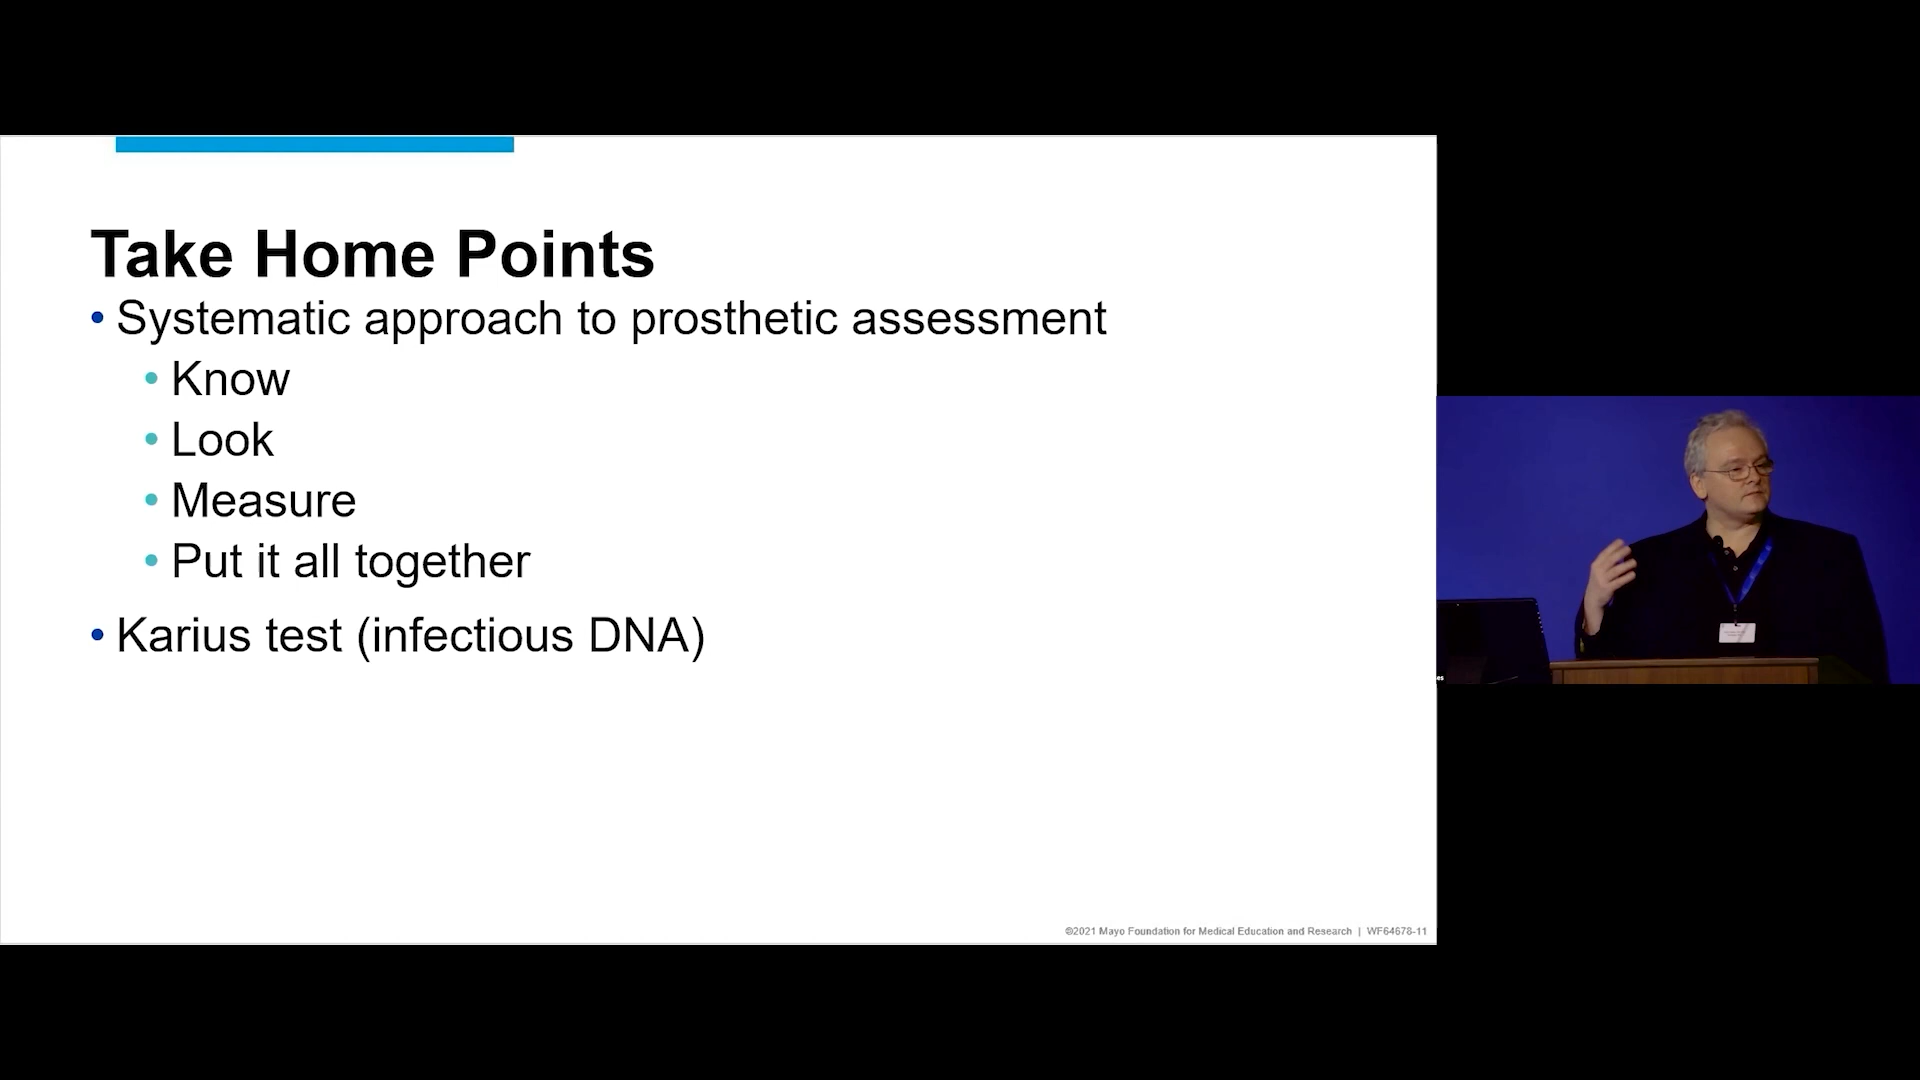 Take Home Points
• Systematic approach to prosthetic assessment
• Know
• Look
• Measure
• Put it all together
• Karius test (infectious DNA)
©2021 Mayo Foundation for Medical Education and Research | WF64678-11